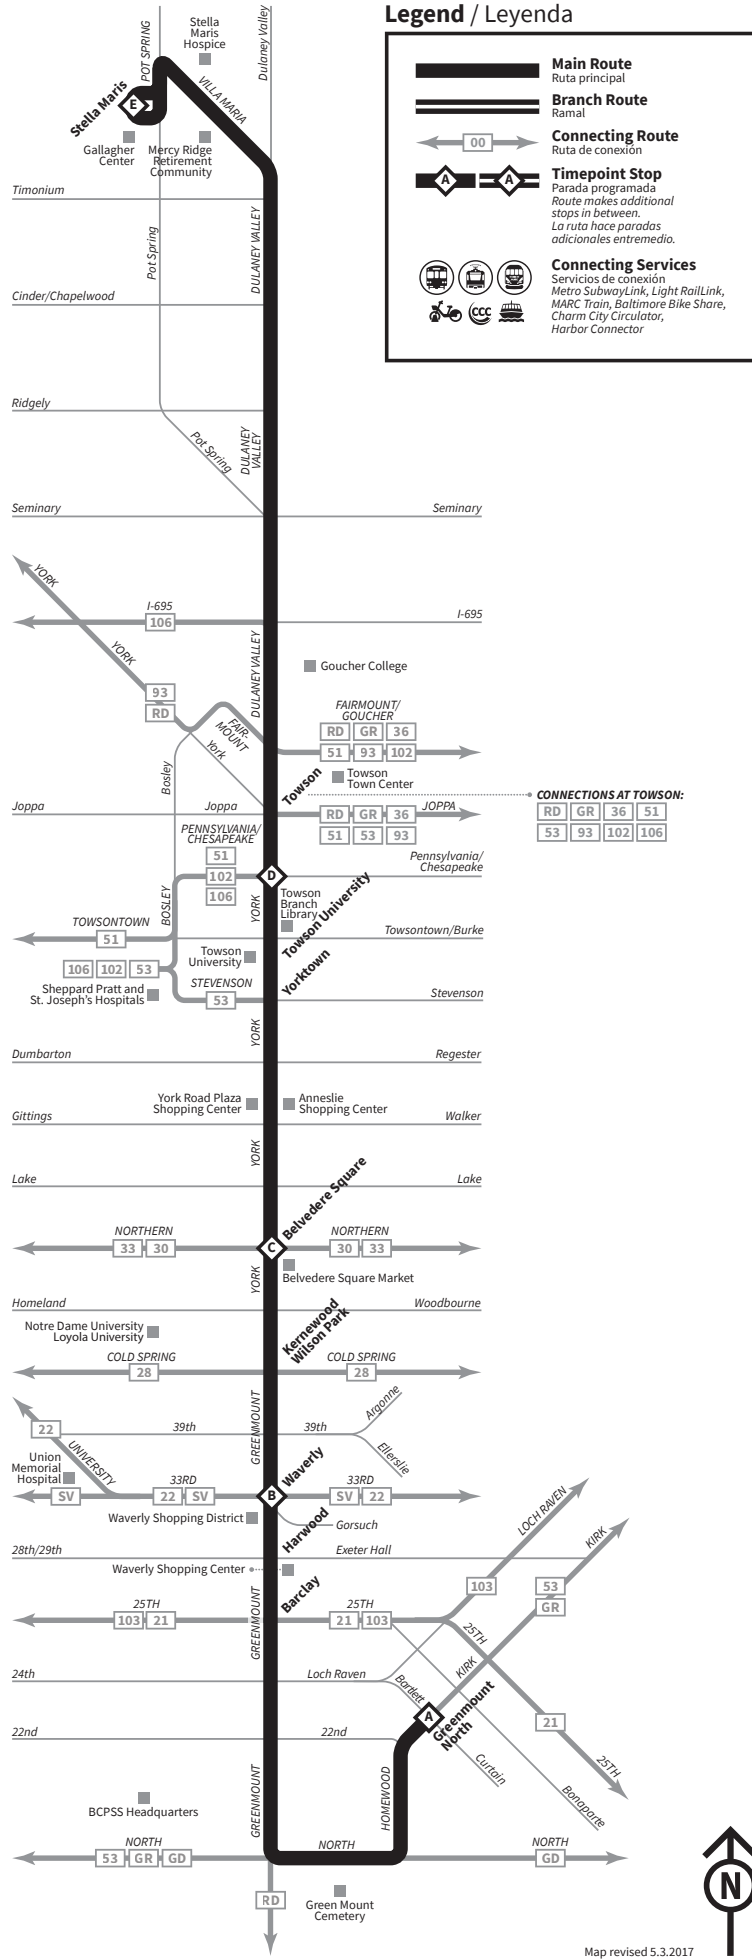 Legend / Leyenda
Main Route
Ruta principal
Branch Route
Ramal
00
Connecting Route
Ruta de conexión
A
A
Timepoint Stop
Parada programada
Route makes additional
stops in between.
La ruta hace paradas
adicionales entremedio.
Connecting Services
Servicios de conexión
Metro SubwayLink, Light RailLink,
MARC Train, Baltimore Bike Share,
Charm City Circulator,
Harbor Connector
CCC
POT SPRING
Stella
Maris
Hospice
Dulaney Valley
VILLA MARIA
Stella Maris
E
Gallagher
Center
Mercy Ridge
Retirement
Community
Timonium
Pot Spring
DULANEY VALLEY
Cinder/Chapelwood
Ridgely
Pot Spring
DULANEY
VALLEY
Seminary
Seminary
YORK
I-695
106
I-695
YORK
DULANEY VALLEY
Goucher College
93
RD
FAIR-
MOUNT
York
FAIRMOUNT/
GOUCHER
RD GR 36
51 93 102
Bosley
Towson
Towson
Town Center
CONNECTIONS AT TOWSON:
RD GR 36 51
53 93 102 106
Joppa
Joppa
RD GR 36
JOPPA
51 53 93
PENNSYLVANIA/
CHESAPEAKE
51
102
106
D
Pennsylvania/
Chesapeake
BOSLEY
YORK
Towson
Branch
Library
Towson University
TOWSONTOWN
51
Towsontown/Burke
Towson
University
Yorktown
106 102 53
Sheppard Pratt and
St. Joseph's Hospitals
STEVENSON
53
Stevenson
YORK
Dumbarton
Regester
York Road Plaza
Shopping Center
Anneslie
Shopping Center
Gittings
Walker
YORK
Lake
Lake
Belvedere Square
NORTHERN
33 30
C
NORTHERN
30 33
YORK
Belvedere Square Market
Homeland
Woodbourne
Notre Dame University
Loyola University
Kernewood
Wilson Park
COLD SPRING
28
COLD SPRING
28
GREENMOUNT
22
39th
39th
Argonne
Ellerslie
UNIVERSITY
Union
Memorial
Hospital
SV
33RD
22 SV
B
Waverly
33RD
SV 22
Waverly Shopping District
Harwood
Gorsuch
LOCH RAVEN
KIRK
28th/29th
Exeter Hall
Waverly Shopping Center
Barclay
103
53
GR
25TH
103 21
GREENMOUNT
25TH
21 103
25TH
KIRK
24th
Loch Raven
Bartlett
A
Greenmount
North
22nd
22nd
21
Curtain
25TH
Bonaparte
BCPSS Headquarters
GREENMOUNT
HOMEWOOD
NORTH
53 GR GD
NORTH
NORTH
GD
RD
Green Mount
Cemetery
N
Map revised 5.3.2017